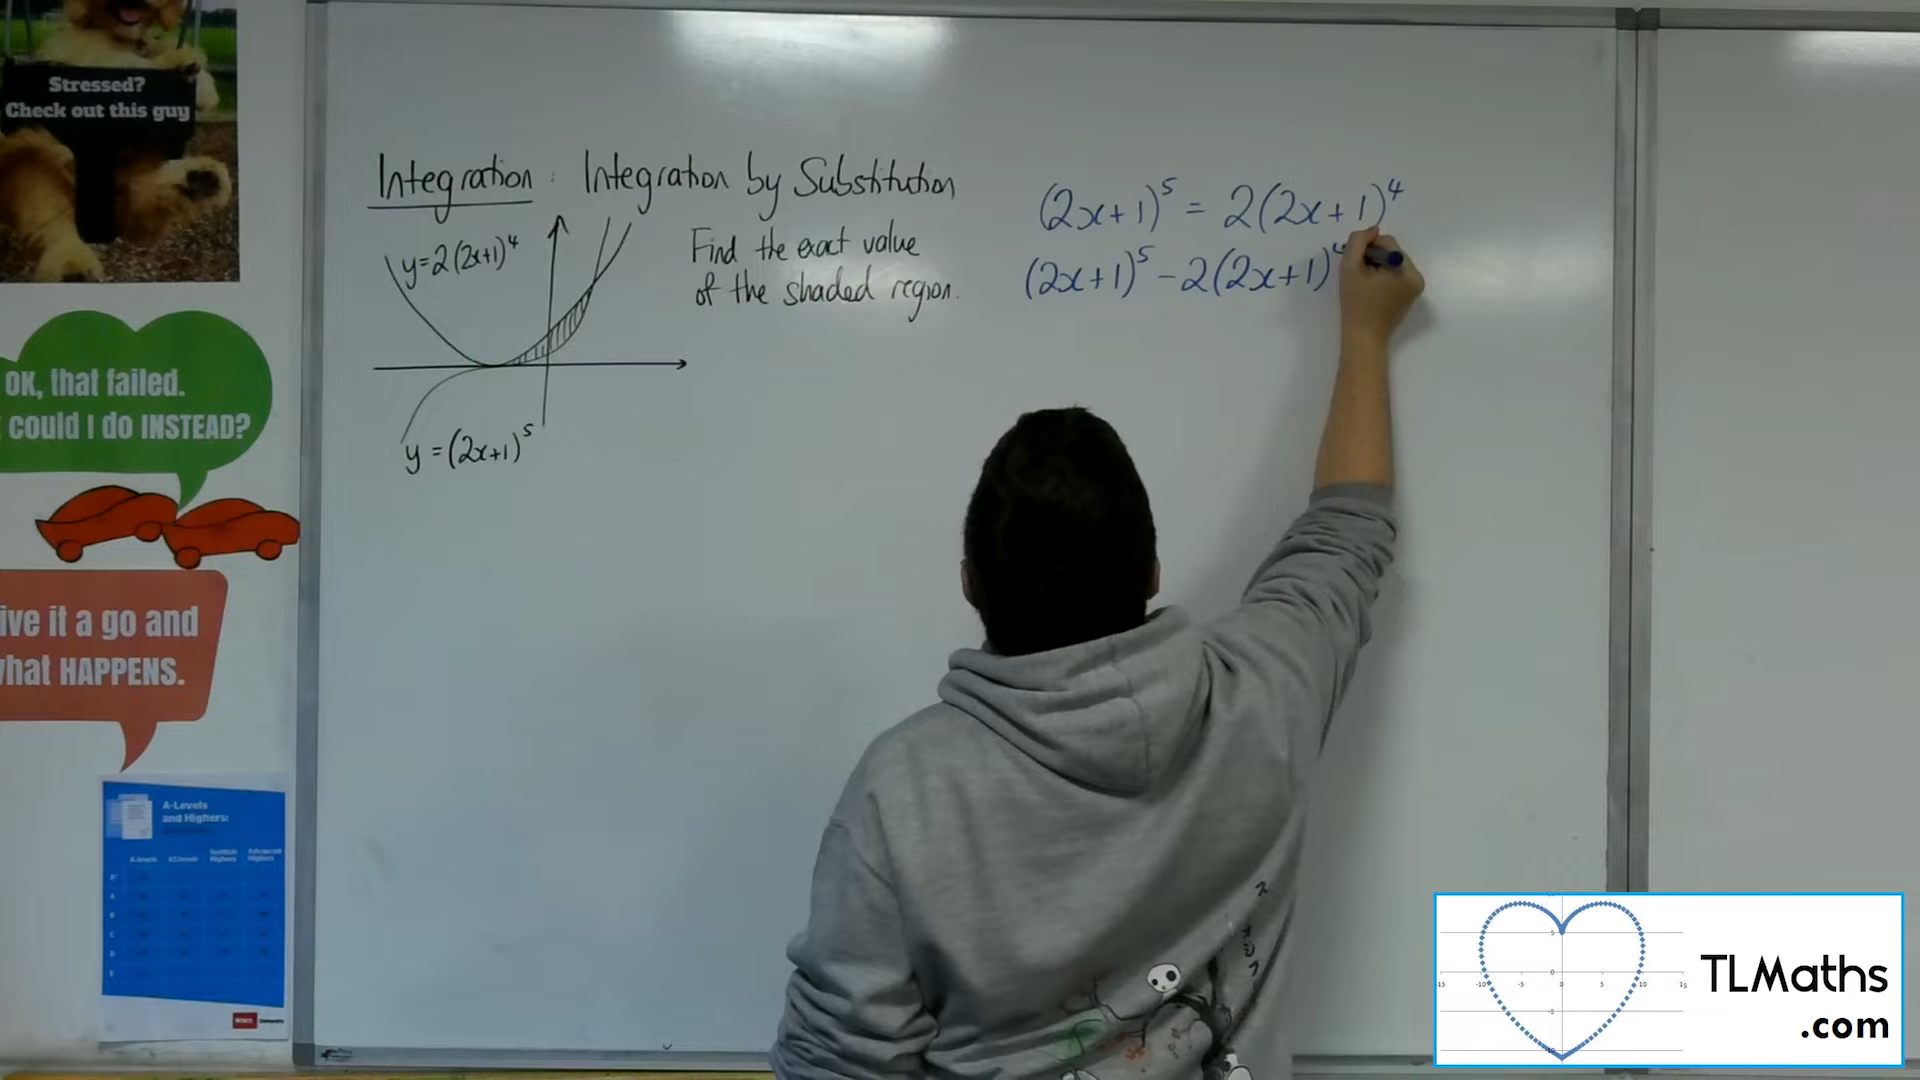 Stressed?
Check out this guy
OK, that failed.
could I do INSTEAD?
ive it a go and
what HAPPENS.
A-Levels
and Highers:
Integration : Integration by Substitution
y=2(2x+1)⁴
Find the exact value
of the shaded region.
y=(2x+1)⁵
(2x+1)⁵ = 2(2x+1)⁴
(2x+1)⁵ - 2(2x+1)⁴
TLMaths
.com